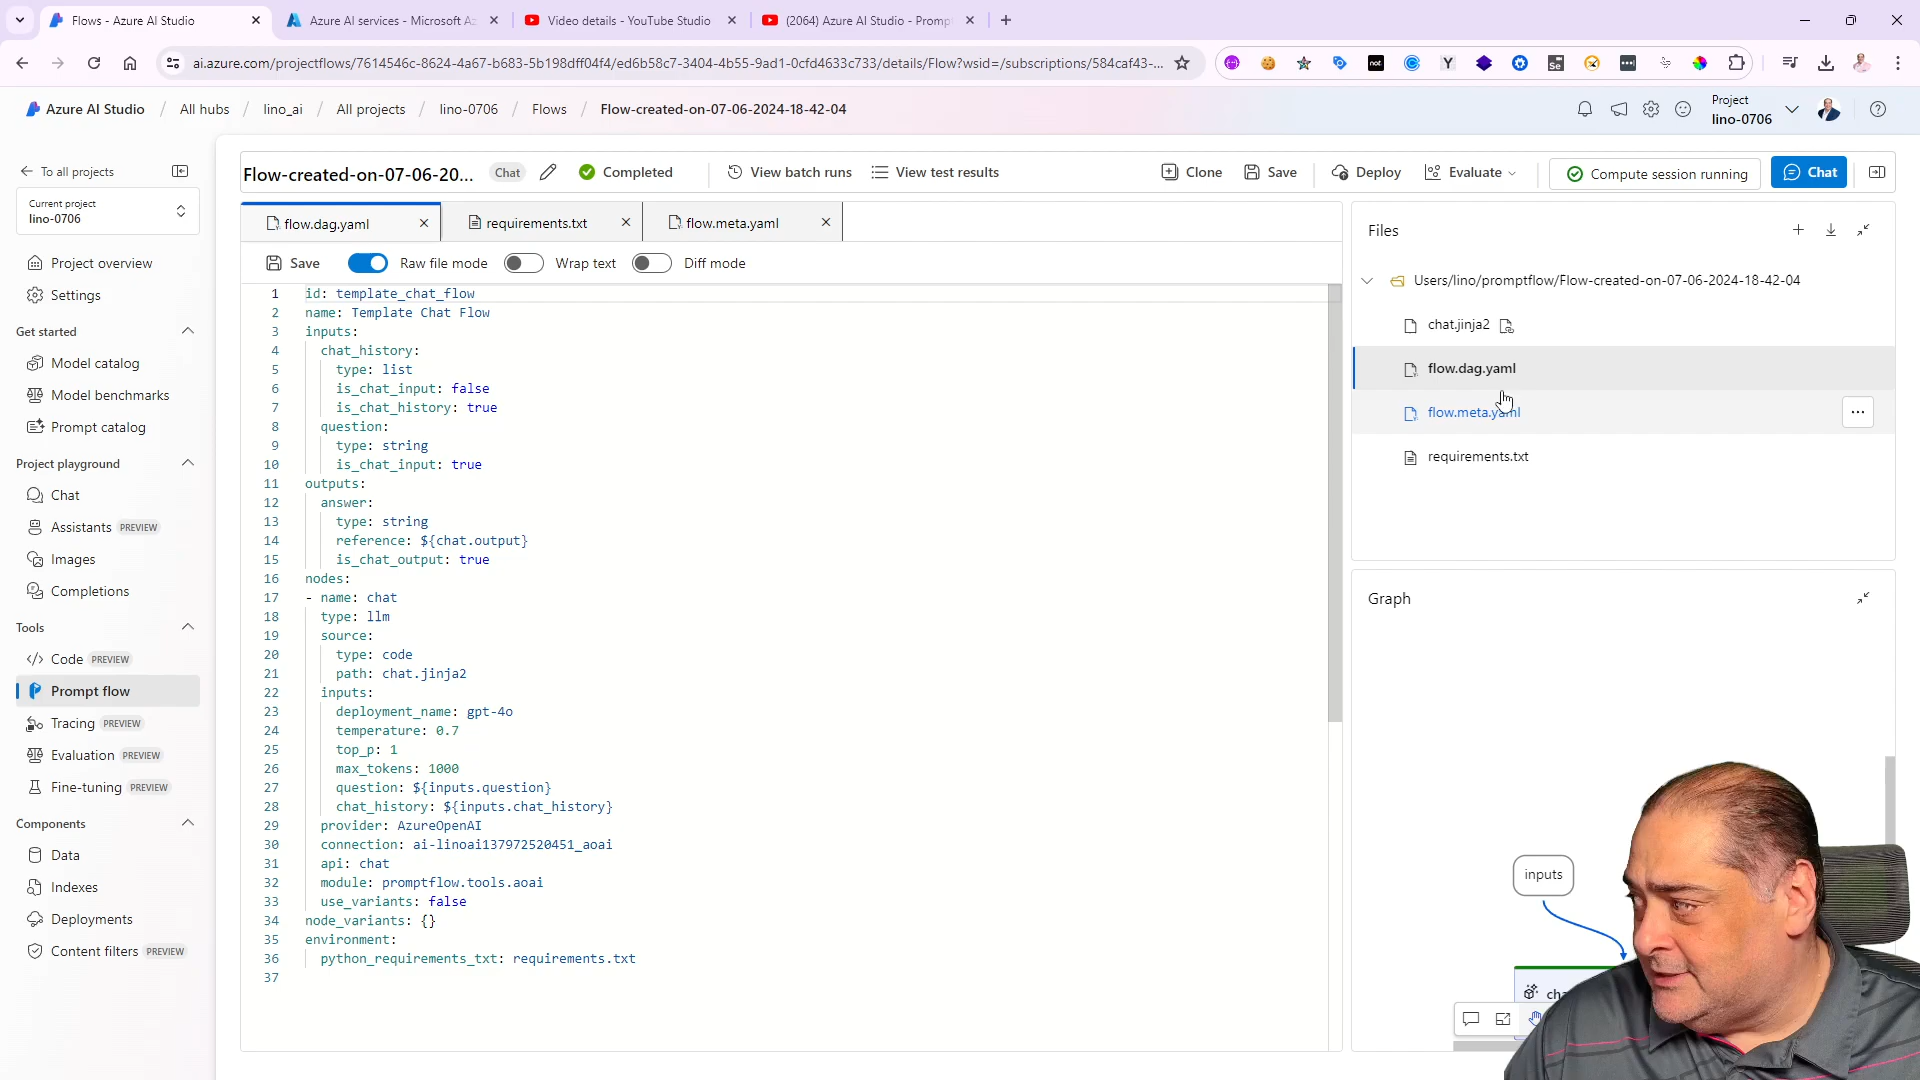 Flows - Azure AI Studio
Azure AI services - Microsoft Az
Video details - YouTube Studio
(2064) Azure AI Studio - Promp
ai.azure.com/projectflows/7614546c-8624-4a67-b683-5b198dff04f4/ed6b58c7-3404-4b55-9ad1-0cfd4633c733/details/Flow?wsid=/subscriptions/584caf43-...
Azure AI Studio / All hubs / lino_ai / All projects / lino-0706 / Flows / Flow-created-on-07-06-2024-18-42-04
Project
lino-0706
To all projects
Current project
lino-0706
Project overview
Settings
Get started
Model catalog
Model benchmarks
Prompt catalog
Project playground
Chat
Assistants PREVIEW
Images
Completions
Tools
Code PREVIEW
Prompt flow
Tracing PREVIEW
Evaluation PREVIEW
Fine-tuning PREVIEW
Components
Data
Indexes
Deployments
Content filters PREVIEW
Flow-created-on-07-06-20... Chat Completed View batch runs View test results Clone Save Deploy Evaluate Compute session running Chat
flow.dag.yaml requirements.txt flow.meta.yaml
Save Raw file mode Wrap text Diff mode
1 id: template_chat_flow
2 name: Template Chat Flow
3 inputs:
4 chat_history:
5 type: list
6 is_chat_input: false
7 is_chat_history: true
8 question:
9 type: string
10 is_chat_input: true
11 outputs:
12 answer:
13 type: string
14 reference: ${chat.output}
15 is_chat_output: true
16 nodes:
17 - name: chat
18 type: llm
19 source:
20 type: code
21 path: chat.jinja2
22 inputs:
23 deployment_name: gpt-4o
24 temperature: 0.7
25 top_p: 1
26 max_tokens: 1000
27 question: ${inputs.question}
28 chat_history: ${inputs.chat_history}
29 provider: AzureOpenAI
30 connection: ai-linoai137972520451_aoai
31 api: chat
32 module: promptflow.tools.aoai
33 use_variants: false
34 node_variants: {}
35 environment:
36 python_requirements_txt: requirements.txt
37
Files
Users/lino/promptflow/Flow-created-on-07-06-2024-18-42-04
chat.jinja2
flow.dag.yaml
flow.meta.yaml
requirements.txt
Graph
inputs